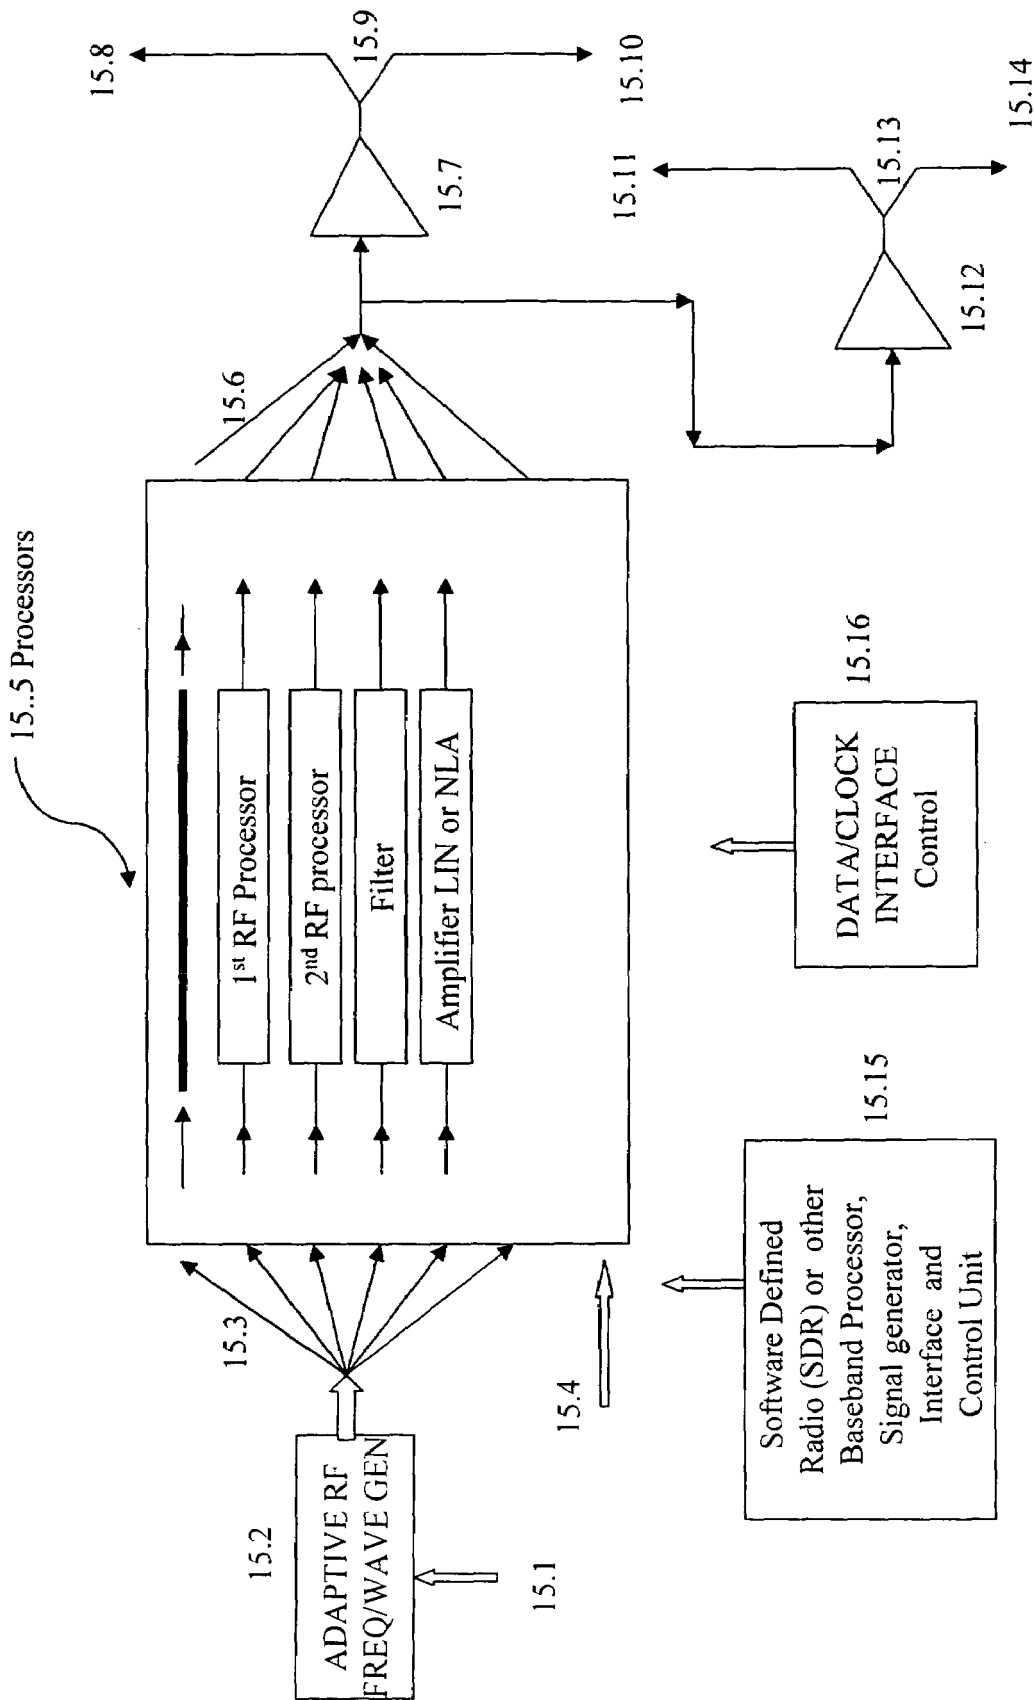 15..5 Processors
15.1
15.2
ADAPTIVE RF
FREQ/WAVE GEN
15.3
15.4
1st RF Processor
2nd RF processor
Filter
Amplifier LIN or NLA
15.6
15.7
15.8
15.9
15.10
15.11
15.12
15.13
15.14
Software Defined
Radio (SDR) or other
Baseband Processor,
Signal generator,
Interface and
Control Unit
15.15
DATA/CLOCK
INTERFACE
Control
15.16